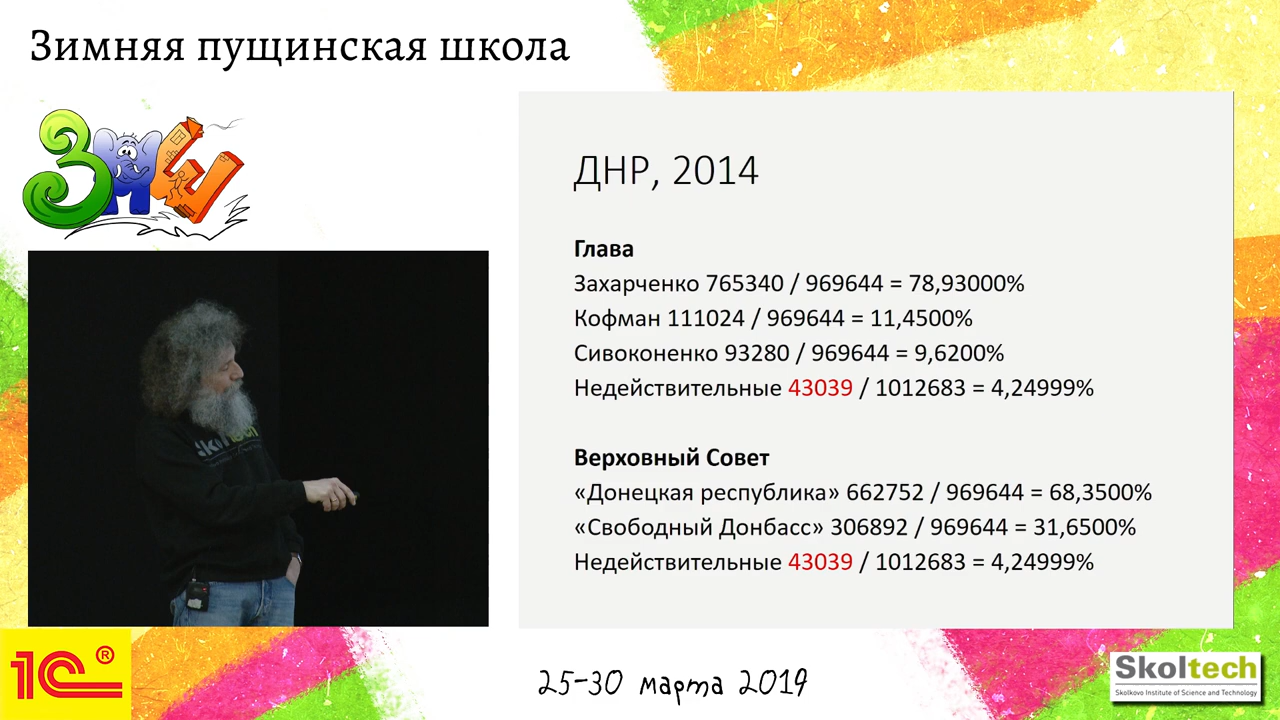 Зимняя пущинская школа
ЗПШ
ДНР, 2014
Глава
Захарченко 765340 / 969644 = 78,93000%
Кофман 111024 / 969644 = 11,4500%
Сивоконенко 93280 / 969644 = 9,6200%
Недействительные 43039 / 1012683 = 4,24999%
Верховный Совет
«Донецкая республика» 662752 / 969644 = 68,3500%
«Свободный Донбасс» 306892 / 969644 = 31,6500%
Недействительные 43039 / 1012683 = 4,24999%
Skoltech
1С®
25-30 марта 2019
Skoltech
Skolkovo Institute of Science and Technology